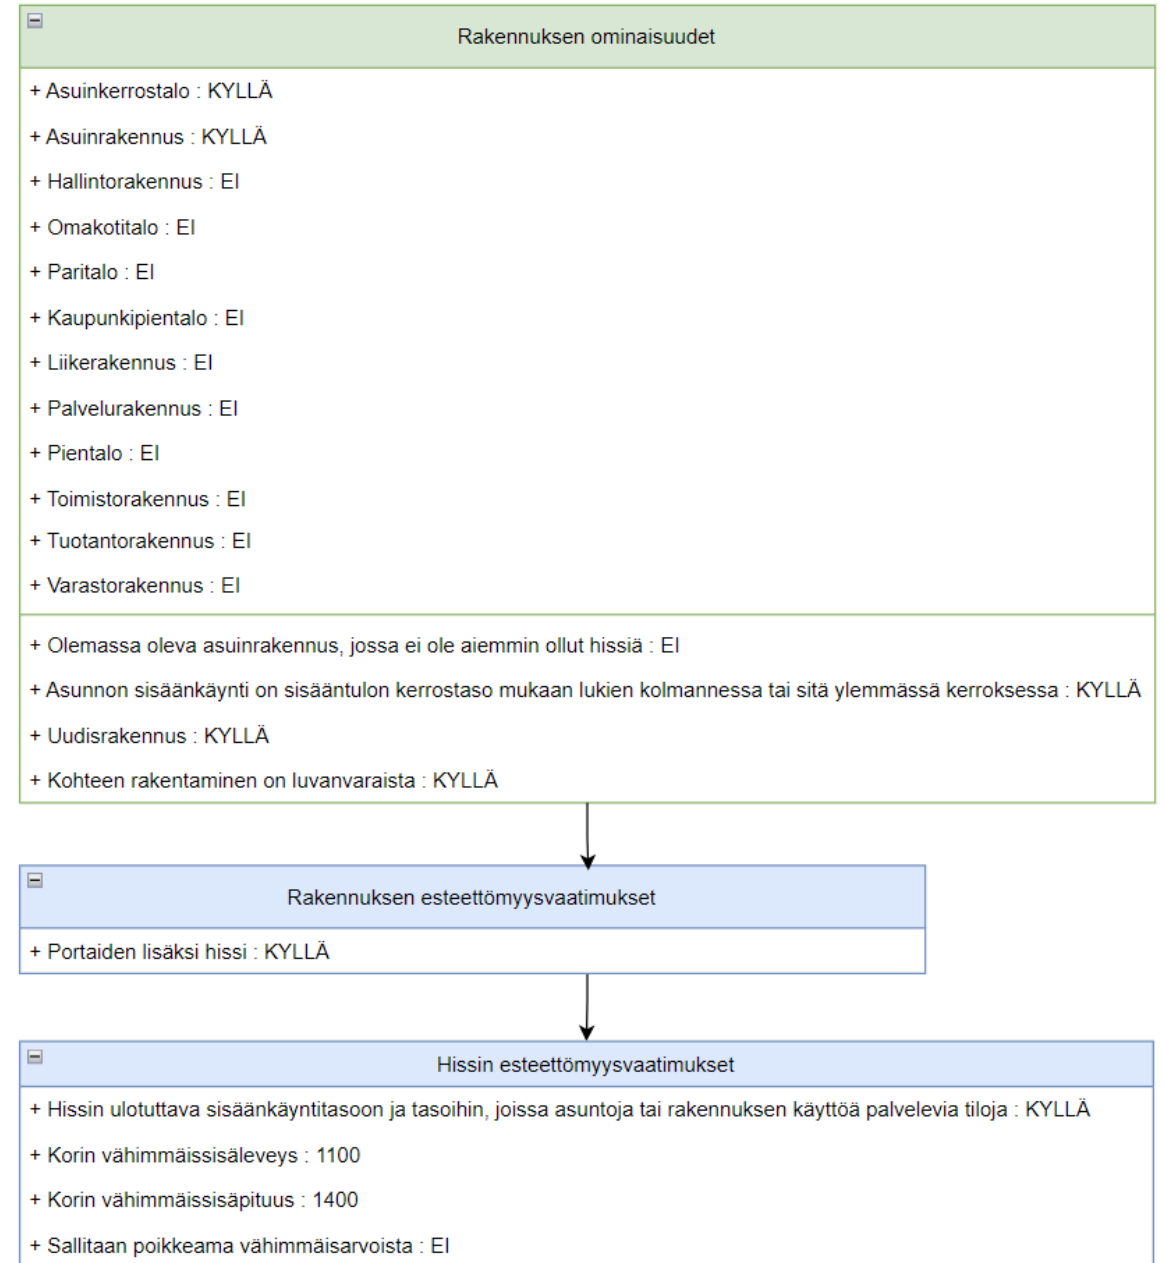 Rakennuksen ominaisuudet
+ Asuinkerrostalo : KYLLÄ
+ Asuinrakennus : KYLLÄ
+ Hallintorakennus : EI
+ Omakotitalo : EI
+ Paritalo : EI
+ Kaupunkipientalo : EI
+ Liikerakennus : EI
+ Palvelurakennus : EI
+ Pientalo : EI
+ Toimistorakennus : EI
+ Tuotantorakennus : EI
+ Varastorakennus : EI
+ Olemassa oleva asuinrakennus, jossa ei ole aiemmin ollut hissiä : EI
+ Asunnon sisäänkäynti on sisääntulon kerrostaso mukaan lukien kolmannessa tai sitä ylemmässä kerroksessa : KYLLÄ
+ Uudisrakennus : KYLLÄ
+ Kohteen rakentaminen on luvanvaraista : KYLLÄ
Rakennuksen esteettömyysvaatimukset
+ Portaiden lisäksi hissi : KYLLÄ
Hissin esteettömyysvaatimukset
+ Hissin ulotuttava sisäänkäyntitasoon ja tasoihin, joissa asuntoja tai rakennuksen käyttöä palvelevia tiloja : KYLLÄ
+ Korin vähimmäissisäleveys : 1100
+ Korin vähimmäissisäpituus : 1400
+ Sallitaan poikkeama vähimmäisarvoista : EI